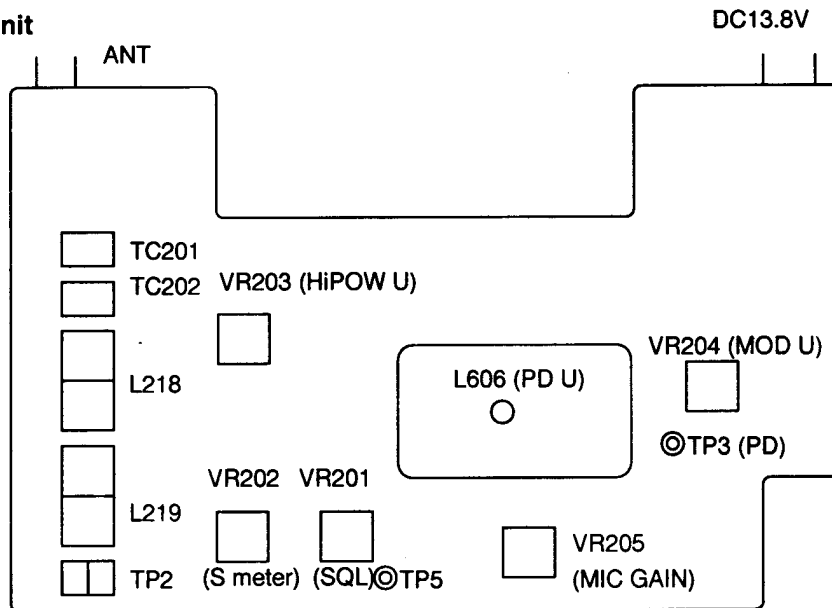 nit
ANT
DC13.8V
TC201
TC202
VR203 (HiPOW U)
L218
L606 (PD U)
VR204 (MOD U)
TP3 (PD)
VR202
VR201
L219
VR205
TP2
(S meter)
(SQL)
TP5
(MIC GAIN)